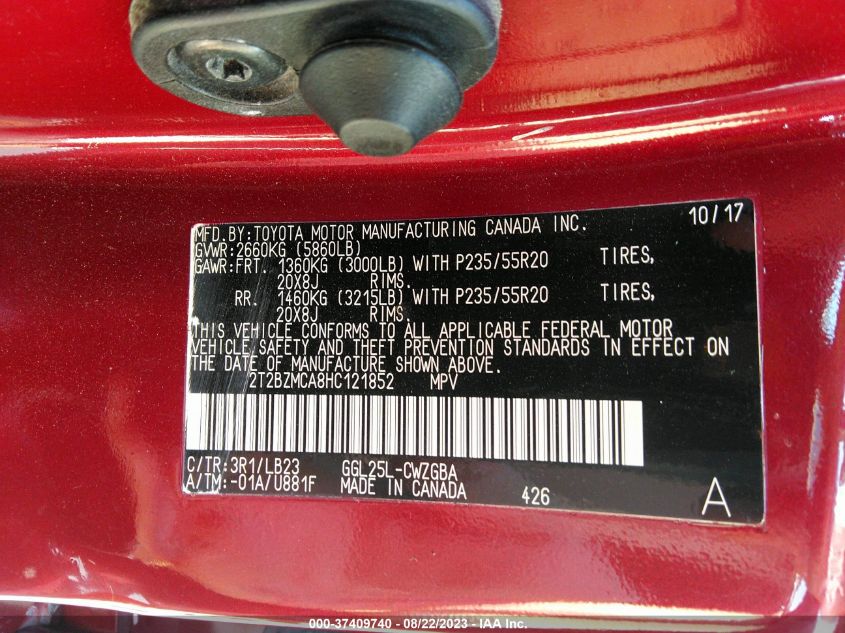 MFD.BY:TOYOTA MOTOR MANUFACTURING CANADA INC. 10/17
GVWR:2660KG (5860LB)
GAWR:FRT. 1360KG (3000LB) WITH P235/55R20 TIRES,
20X8J RIMS.
RR. 1460KG (3215LB) WITH P235/55R20 TIRES,
20X8J RIMS.
THIS VEHICLE CONFORMS TO ALL APPLICABLE FEDERAL MOTOR
VEHICLE SAFETY AND THEFT PREVENTION STANDARDS IN EFFECT ON
THE DATE OF MANUFACTURE SHOWN ABOVE.
2T2BZMCA8HC121852 MPV
C/TR:3R1/LB23 GGL25L-CWZGBA
A/TM:-01A/U881F MADE IN CANADA 426 A
000-37409740 - 08/22/2023 - IAA Inc.